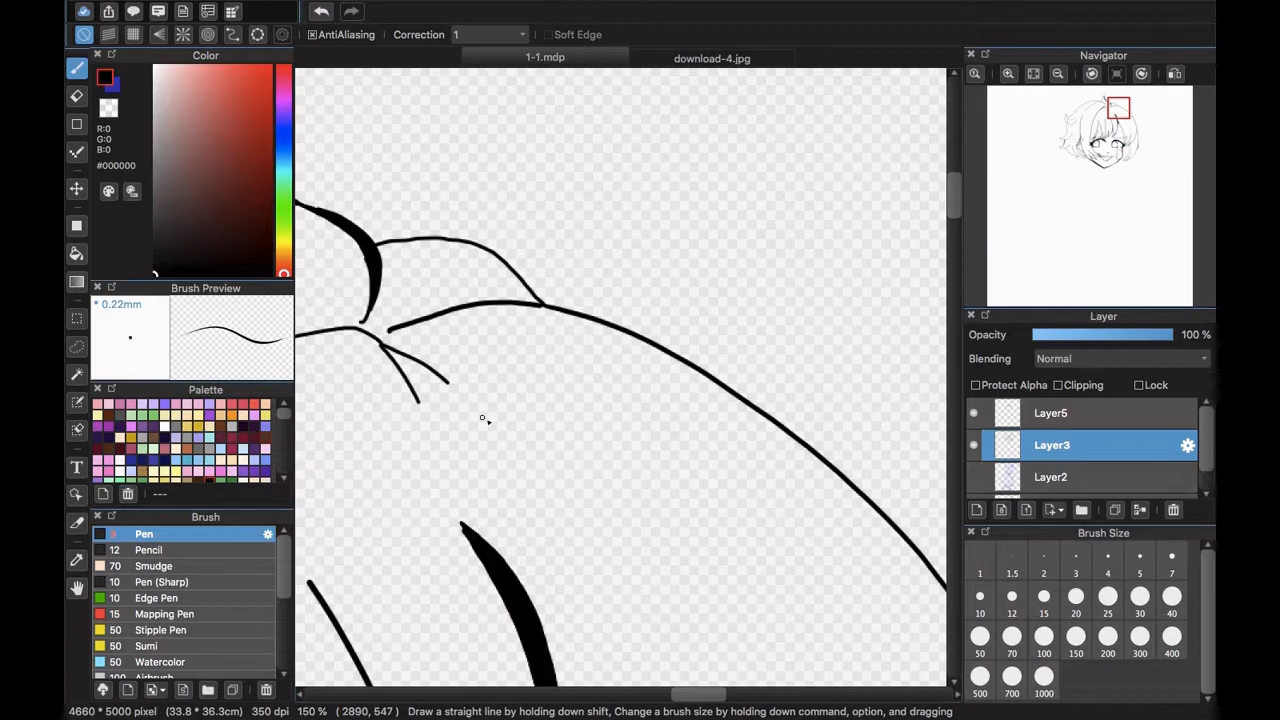 AntiAliasing Correction 1 Soft Edge
Color
1-1.mdp
download-4.jpg
Navigator
R:0
G:0
B:0
#000000
Brush Preview
* 0.22mm
Palette
---
Brush
Pen
12 Pencil
70 Smudge
10 Pen (Sharp)
10 Edge Pen
15 Mapping Pen
50 Stipple Pen
50 Sumi
50 Watercolor
100 Airbrush
Layer
Opacity 100 %
Blending Normal
Protect Alpha Clipping Lock
Layer5
Layer3
Layer2
Brush Size
1 1.5 2 3 4 5 7
10 12 15 20 25 30 40
50 70 100 150 200 300 400
500 700 1000
4660 * 5000 pixel (33.8 * 36.3cm) 350 dpi 150 % (2890, 547) Draw a straight line by holding down shift, Change a brush size by holding down command, option, and dragging